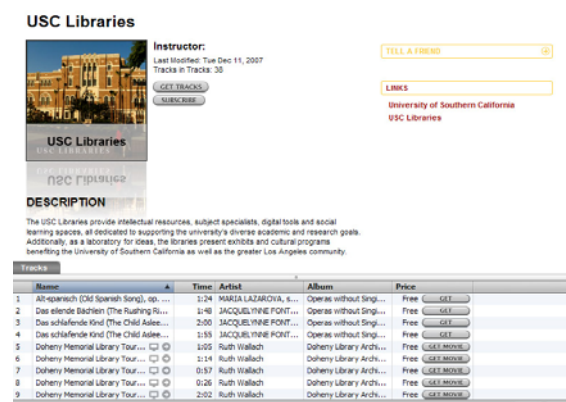 USC Libraries
Instructor:
Last Modified: Tue Dec 11, 2007
Tracks in Tracks: 38
GET TRACKS
SUBSCRIBE
TELL A FRIEND
LINKS
University of Southern California
USC Libraries
USC Libraries
DESCRIPTION
The USC Libraries provide intellectual resources, subject specialists, digital tools and social
learning spaces, all dedicated to supporting the university's diverse academic and research goals.
Additionally, as a laboratory for ideas, the libraries present exhibits and cultural programs
benefiting the University of Southern California as well as the greater Los Angeles community.
Tracks
Name Time Artist Album Price
1 Alt-spanisch (Old Spanish Song), op. ... 1:24 MARIA LAZAROVA, s... Operas without Singi... Free GET
2 Das eilende Bächlein (The Rushing Ri... 1:48 JACQUELYNNE FONT... Operas without Singi... Free GET
3 Das schlafende Kind (The Child Aslee... 2:00 JACQUELYNNE FONT... Operas without Singi... Free GET
4 Das schlafende Kind (The Child Aslee... 1:55 JACQUELYNNE FONT... Operas without Singi... Free GET
5 Doheny Memorial Library Tour... 1:05 Ruth Wallach Doheny Library Archi... Free GET MOVIE
6 Doheny Memorial Library Tour... 1:14 Ruth Wallach Doheny Library Archi... Free GET MOVIE
7 Doheny Memorial Library Tour... 0:57 Ruth Wallach Doheny Library Archi... Free GET MOVIE
8 Doheny Memorial Library Tour... 0:26 Ruth Wallach Doheny Library Archi... Free GET MOVIE
9 Doheny Memorial Library Tour... 2:02 Ruth Wallach Doheny Library Archi... Free GET MOVIE